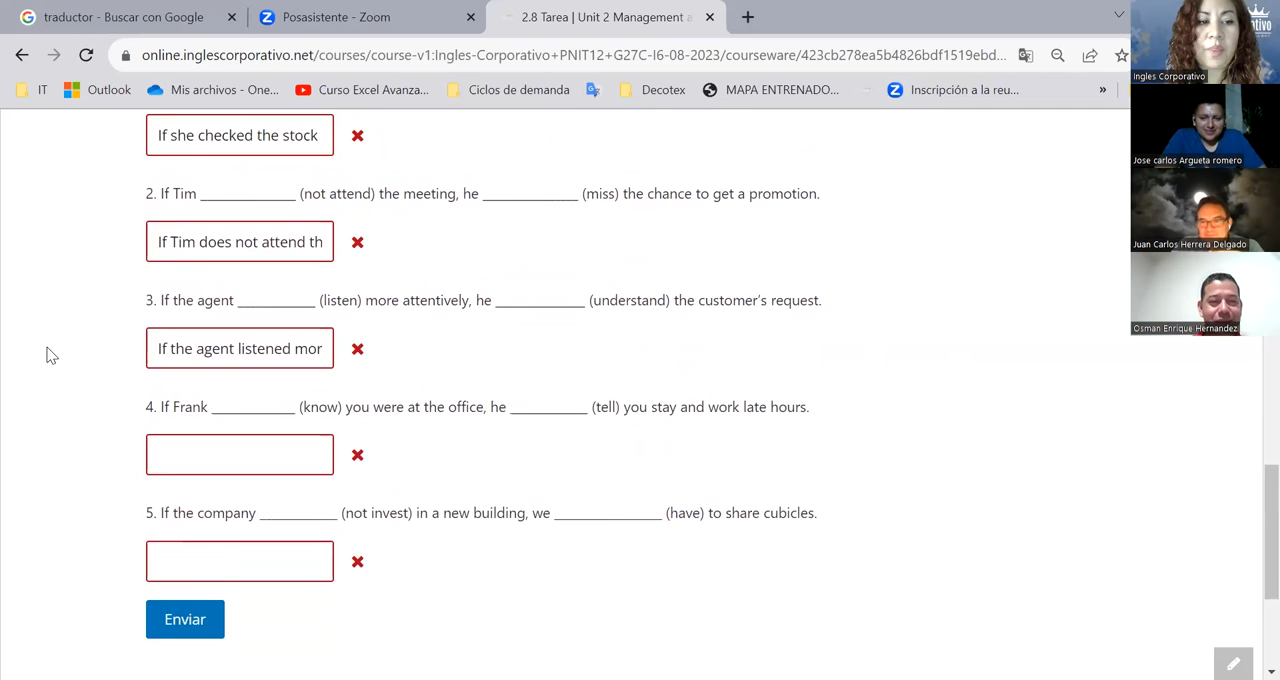 traductor - Buscar con Google
Posasistente - Zoom
2.8 Tarea | Unit 2 Management a
online.inglescorporativo.net/courses/course-v1:Ingles-Corporativo+PNIT12+G27C-I6-08-2023/courseware/423cb278ea5b4826bdf1519ebd...
IT
Outlook
Mis archivos - One...
Curso Excel Avanza...
Ciclos de demanda
Decotex
MAPA ENTRENADO...
Inscripción a la reu...
»
Ingles Corporativo
Jose carlos Argueta romero
Juan Carlos Herrera Delgado
Osman Enrique Hernandez
If she checked the stock
2. If Tim ____________ (not attend) the meeting, he ____________ (miss) the chance to get a promotion.
If Tim does not attend th
3. If the agent __________ (listen) more attentively, he ___________ (understand) the customer's request.
If the agent listened mor
4. If Frank ___________ (know) you were at the office, he __________ (tell) you stay and work late hours.
5. If the company __________ (not invest) in a new building, we ______________ (have) to share cubicles.
Enviar